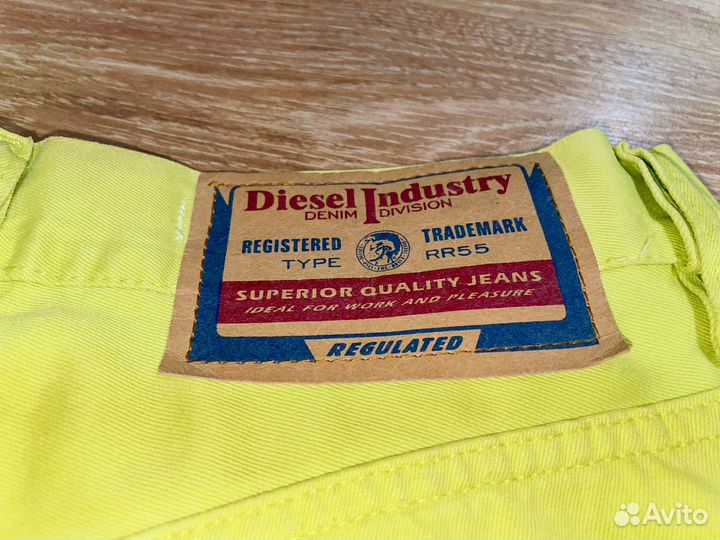 Diesel Industry
DENIM DIVISION
REGISTERED TRADEMARK
TYPE RR55
SUPERIOR QUALITY JEANS
IDEAL FOR WORK AND PLEASURE
REGULATED
Avito